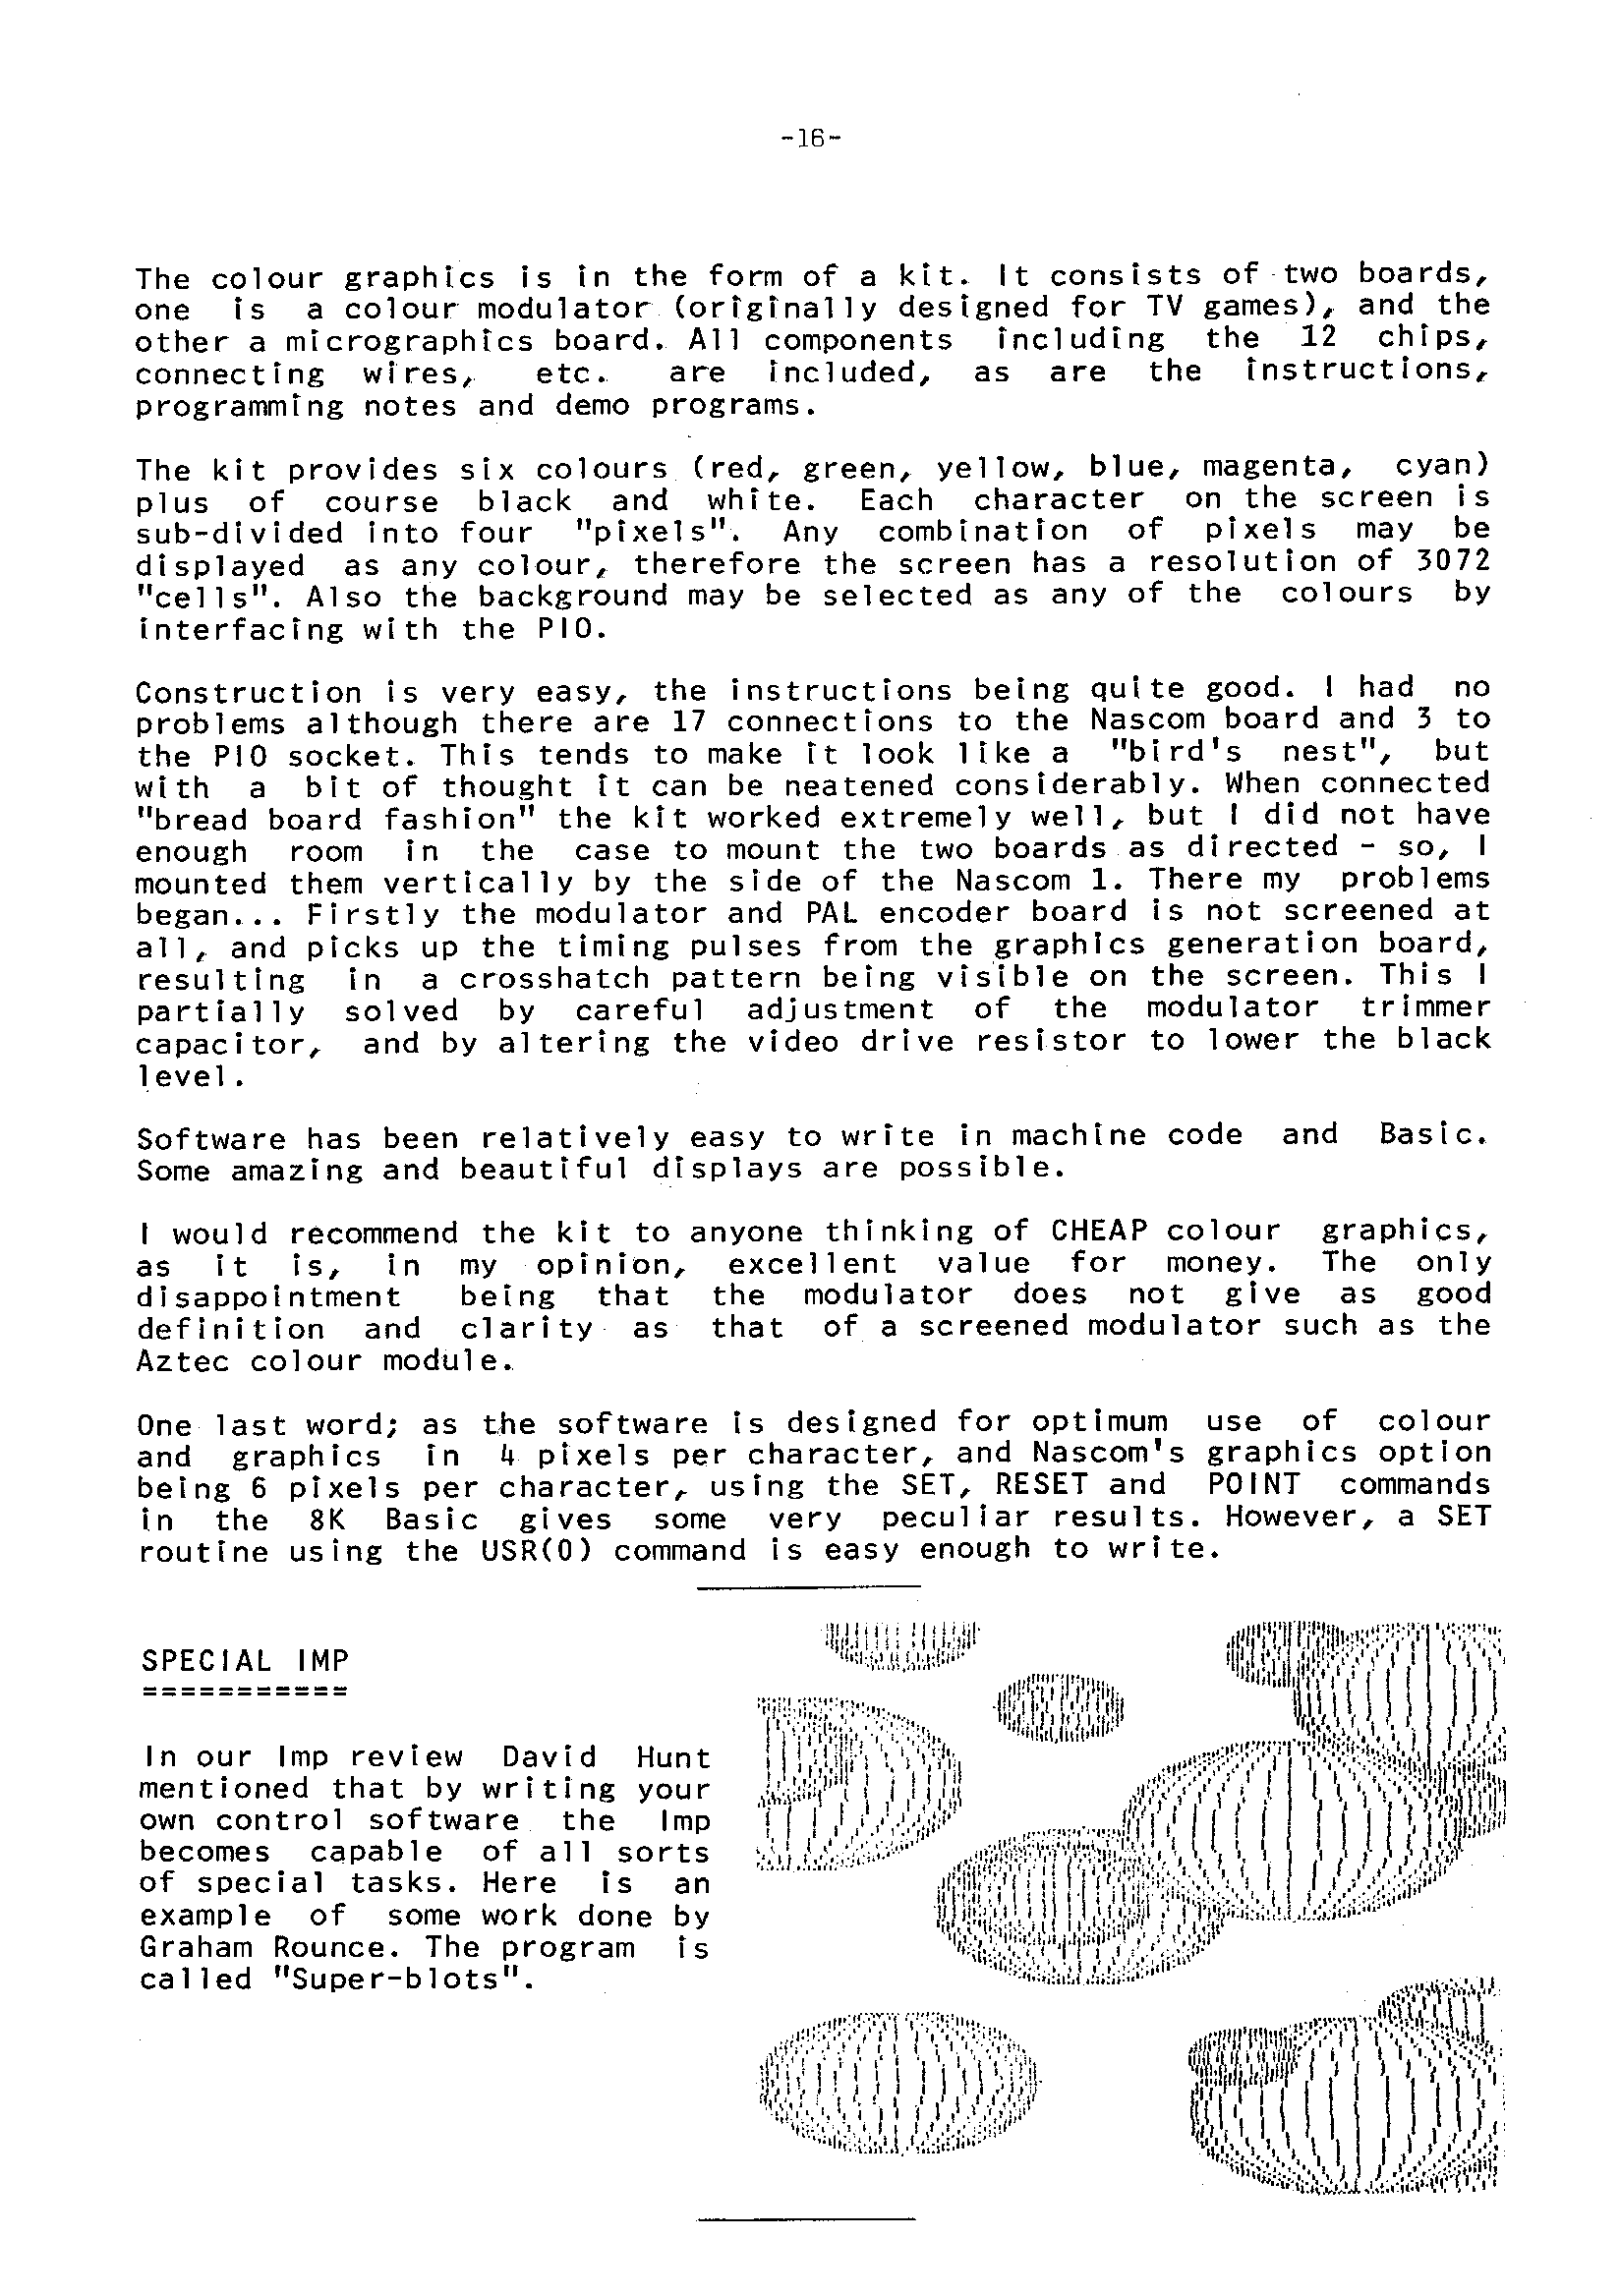 -16-
The colour graphics is in the form of a kit. It consists of two boards,
one is a colour modulator (originally designed for TV games), and the
other a micrographics board. All components including the 12 chips,
connecting wires, etc. are included, as are the instructions,
programming notes and demo programs.
The kit provides six colours (red, green, yellow, blue, magenta, cyan)
plus of course black and white. Each character on the screen is
sub-divided into four "pixels". Any combination of pixels may be
displayed as any colour, therefore the screen has a resolution of 3072
"cells". Also the background may be selected as any of the colours by
interfacing with the PIO.
Construction is very easy, the instructions being quite good. I had no
problems although there are 17 connections to the Nascom board and 3 to
the PIO socket. This tends to make it look like a "bird's nest", but
with a bit of thought it can be neatened considerably. When connected
"bread board fashion" the kit worked extremely well, but I did not have
enough room in the case to mount the two boards as directed - so, I
mounted them vertically by the side of the Nascom 1. There my problems
began... Firstly the modulator and PAL encoder board is not screened at
all, and picks up the timing pulses from the graphics generation board,
resulting in a crosshatch pattern being visible on the screen. This I
partially solved by careful adjustment of the modulator trimmer
capacitor, and by altering the video drive resistor to lower the black
level.
Software has been relatively easy to write in machine code and Basic.
Some amazing and beautiful displays are possible.
I would recommend the kit to anyone thinking of CHEAP colour graphics,
as it is, in my opinion, excellent value for money. The only
disappointment being that the modulator does not give as good
definition and clarity as that of a screened modulator such as the
Aztec colour module.
One last word; as the software is designed for optimum use of colour
and graphics in 4 pixels per character, and Nascom's graphics option
being 6 pixels per character, using the SET, RESET and POINT commands
in the 8K Basic gives some very peculiar results. However, a SET
routine using the USR(0) command is easy enough to write.
SPECIAL IMP
===========
In our Imp review David Hunt
mentioned that by writing your
own control software the Imp
becomes capable of all sorts
of special tasks. Here is an
example of some work done by
Graham Rounce. The program is
called "Super-blots".